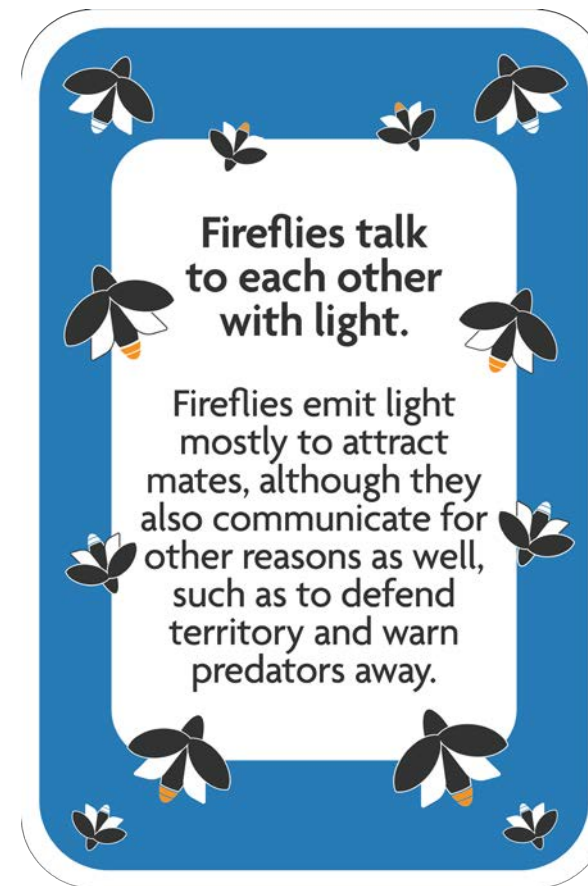 Fireflies talk
to each other
with light.
Fireflies emit light
mostly to attract
mates, although they
also communicate for
other reasons as well,
such as to defend
territory and warn
predators away.